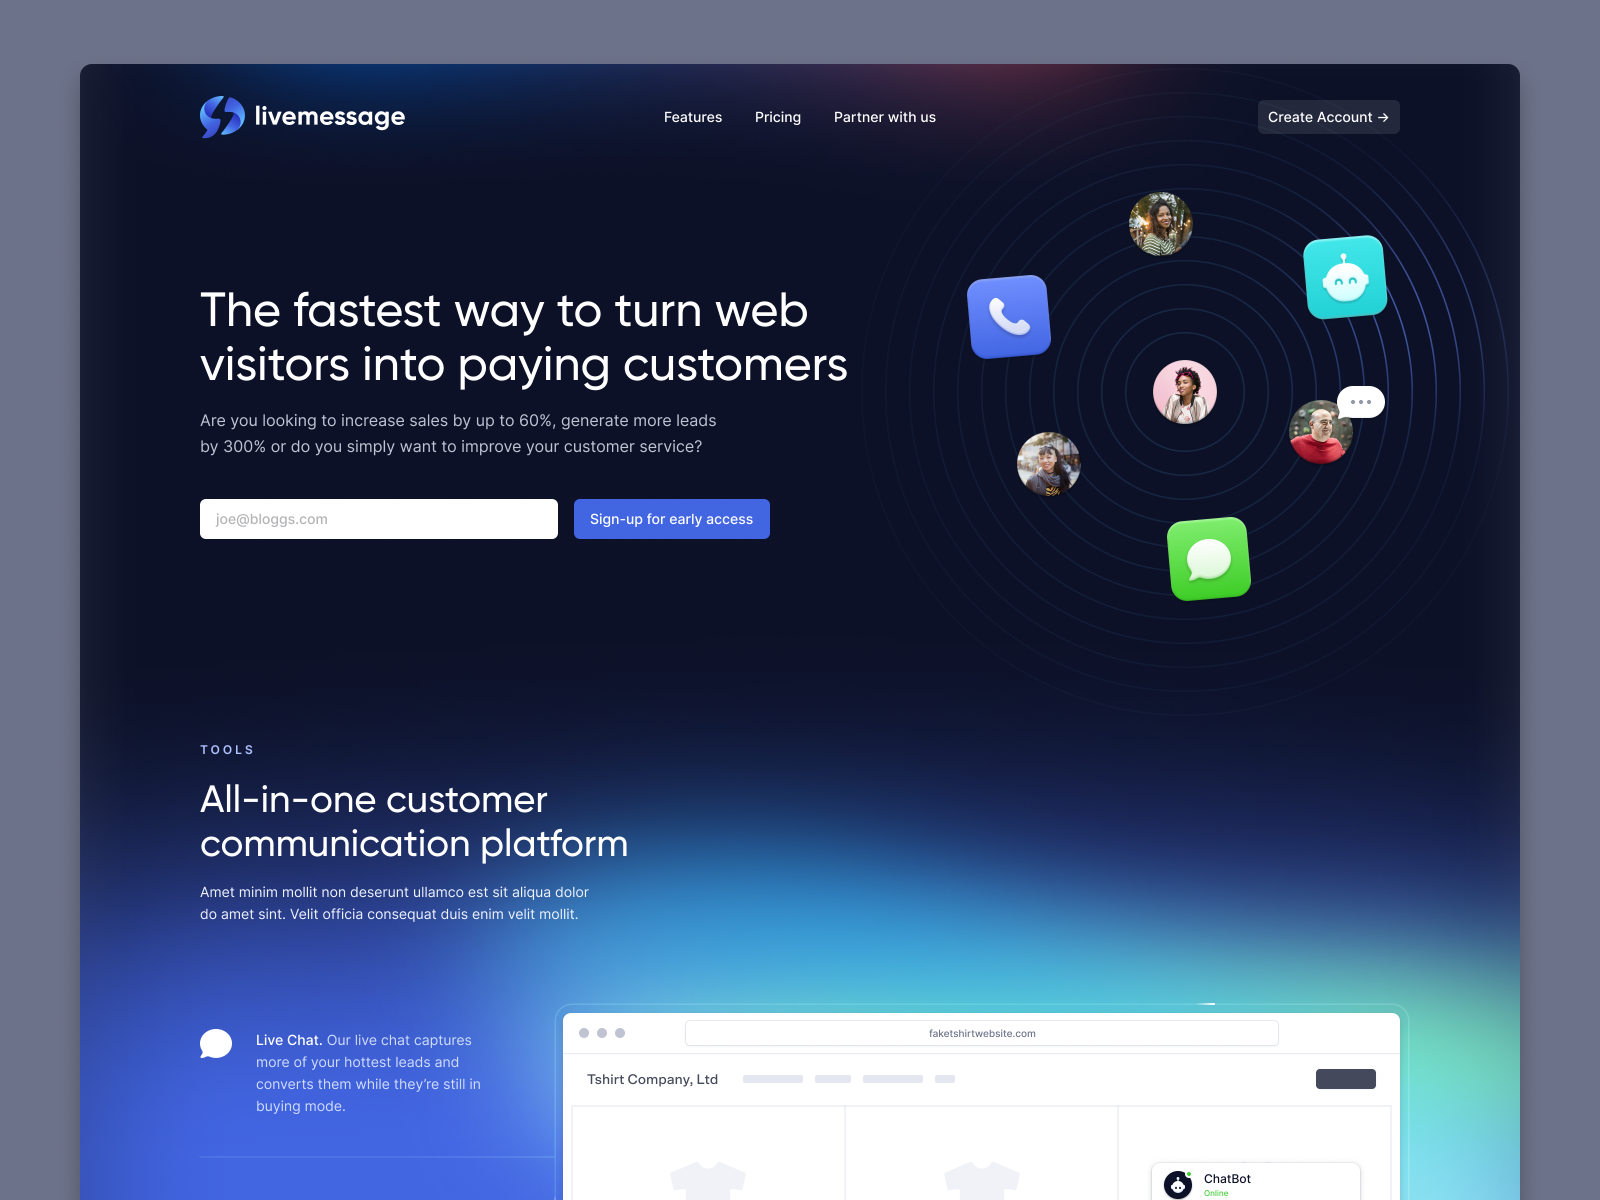 livemessage
Features
Pricing
Partner with us
Create Account →
The fastest way to turn web
visitors into paying customers
Are you looking to increase sales by up to 60%, generate more leads
by 300% or do you simply want to improve your customer service?
joe@bloggs.com
Sign-up for early access
TOOLS
All-in-one customer
communication platform
Amet minim mollit non deserunt ullamco est sit aliqua dolor
do amet sint. Velit officia consequat duis enim velit mollit.
Live Chat. Our live chat captures
more of your hottest leads and
converts them while they’re still in
buying mode.
faketshirtwebsite.com
Tshirt Company, Ltd
ChatBot
Online